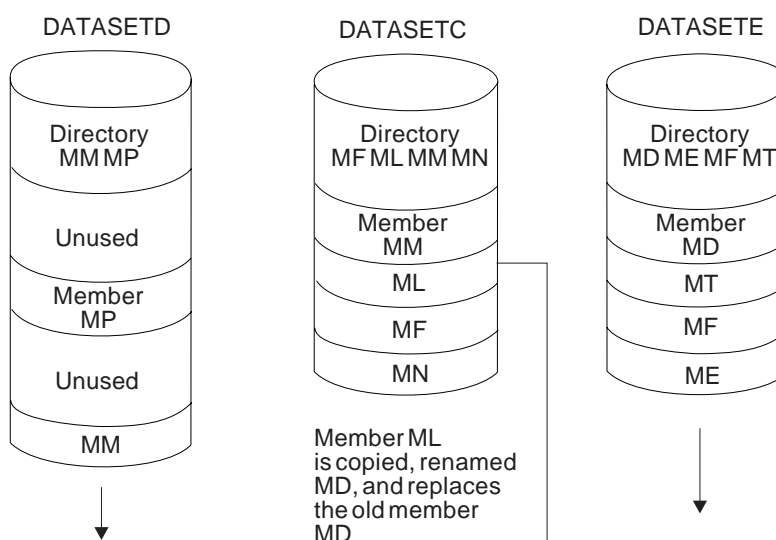 DATASETD
DATASETC
DATASETE
Directory
MM MP
Unused
Member
MP
Unused
MM
Directory
MF ML MM MN
Member
MM
ML
MF
MN
Directory
MD ME MF MT
Member
MD
MT
MF
ME
Member ML
is copied, renamed
MD, and replaces
the old member
MD